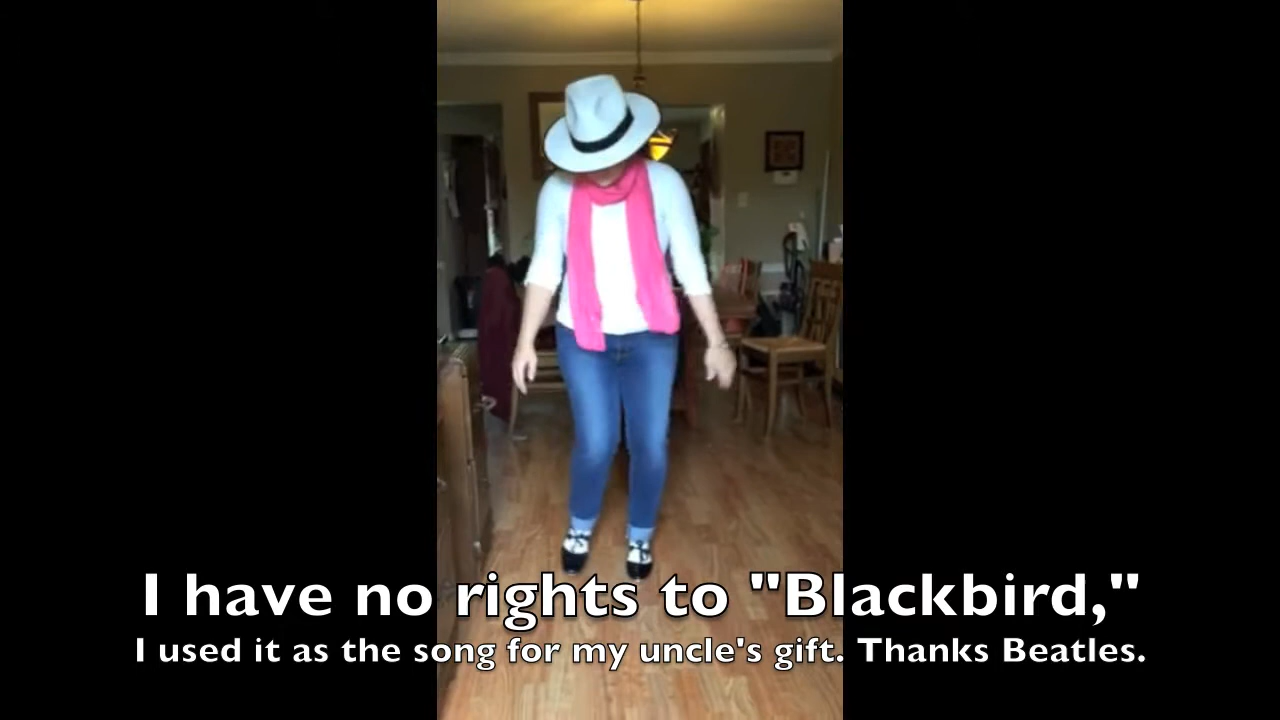 I have no rights to "Blackbird,"
I used it as the song for my uncle's gift. Thanks Beatles.